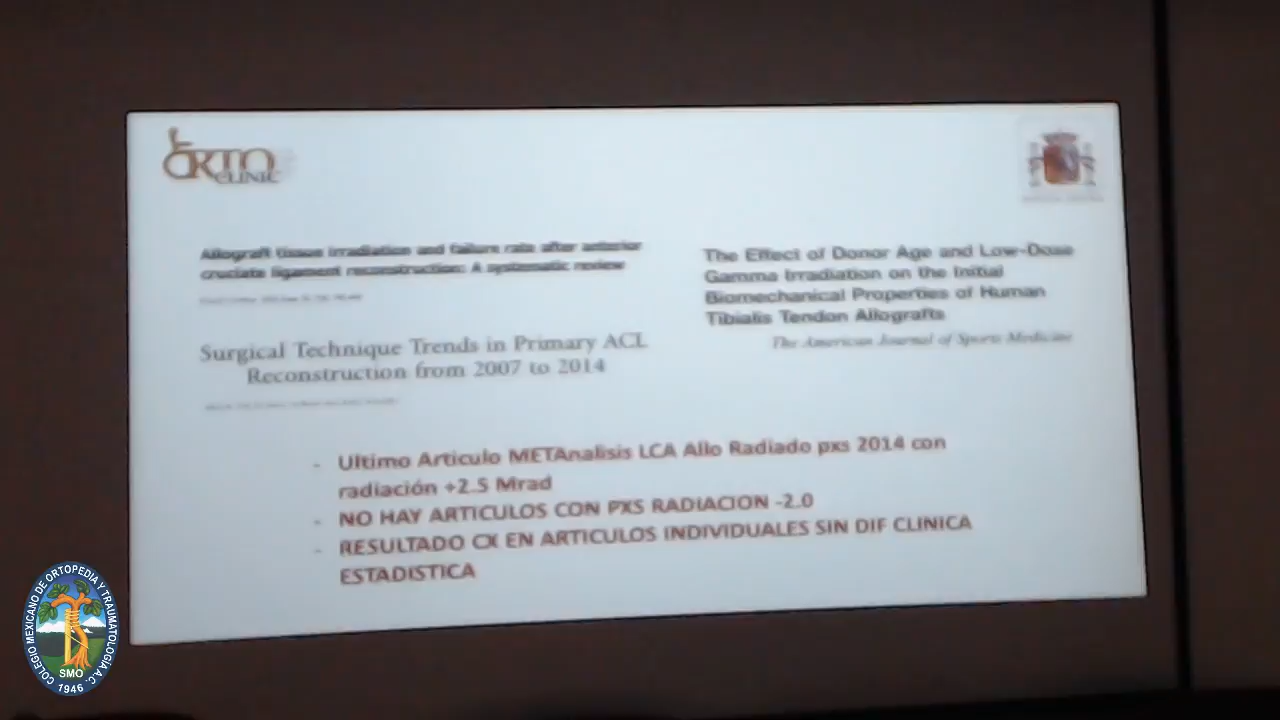 ORTO
CLINIC
Allograft tissue irradiation and failure rate after anterior
cruciate ligament reconstruction: A systematic review
The Effect of Donor Age and Low-Dose
Gamma Irradiation on the Initial
Biomechanical Properties of Human
Tibialis Tendon Allografts
The American Journal of Sports Medicine
Surgical Technique Trends in Primary ACL
Reconstruction from 2007 to 2014
- Ultimo Articulo METAnalisis LCA Allo Radiado pxs 2014 con
radiación +2.5 Mrad
- NO HAY ARTICULOS CON PXS RADIACION -2.0
- RESULTADO CX EN ARTICULOS INDIVIDUALES SIN DIF CLINICA
ESTADISTICA
COLEGIO MEXICANO DE ORTOPEDIA Y TRAUMATOLOGÍA A.C.
SMO
1946